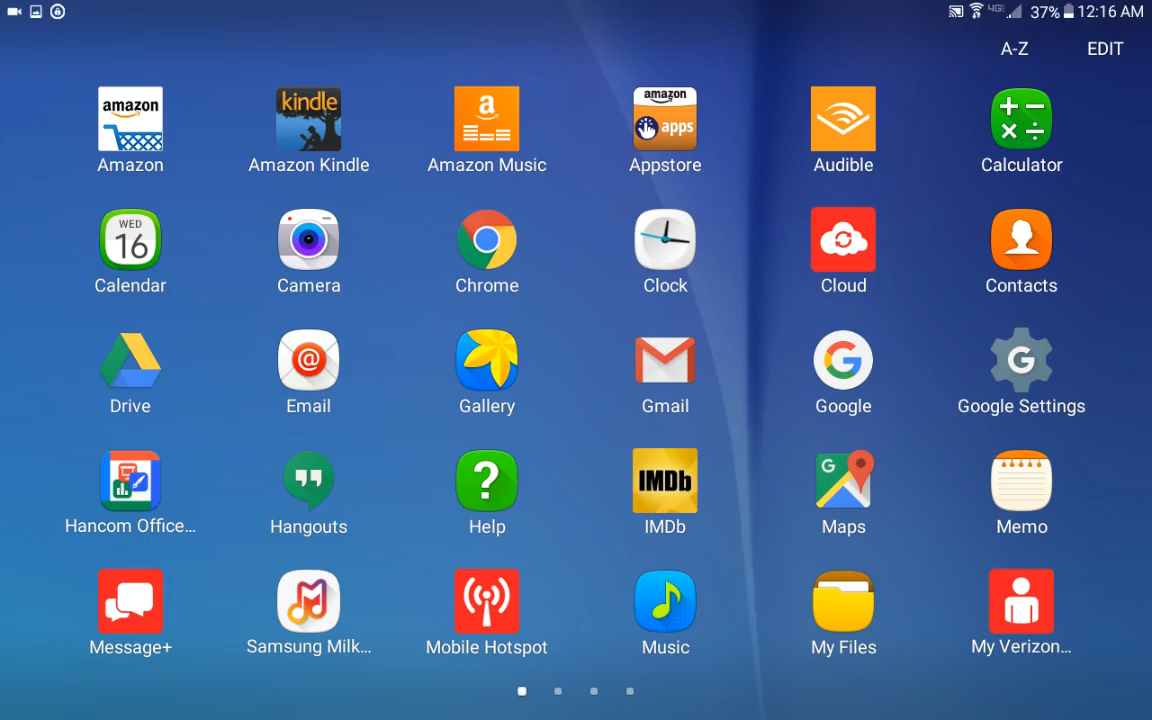 4G 37% 12:16 AM
A-Z EDIT
amazon
kindle
a
amazon
apps
Amazon
Amazon Kindle
Amazon Music
Appstore
Audible
Calculator
WED
16
Calendar
Camera
Chrome
Clock
Cloud
Contacts
@
G
G
Drive
Email
Gallery
Gmail
Google
Google Settings
?
IMDb
G
Hancom Office...
Hangouts
Help
IMDb
Maps
Memo
Message+
Samsung Milk...
Mobile Hotspot
Music
My Files
My Verizon...